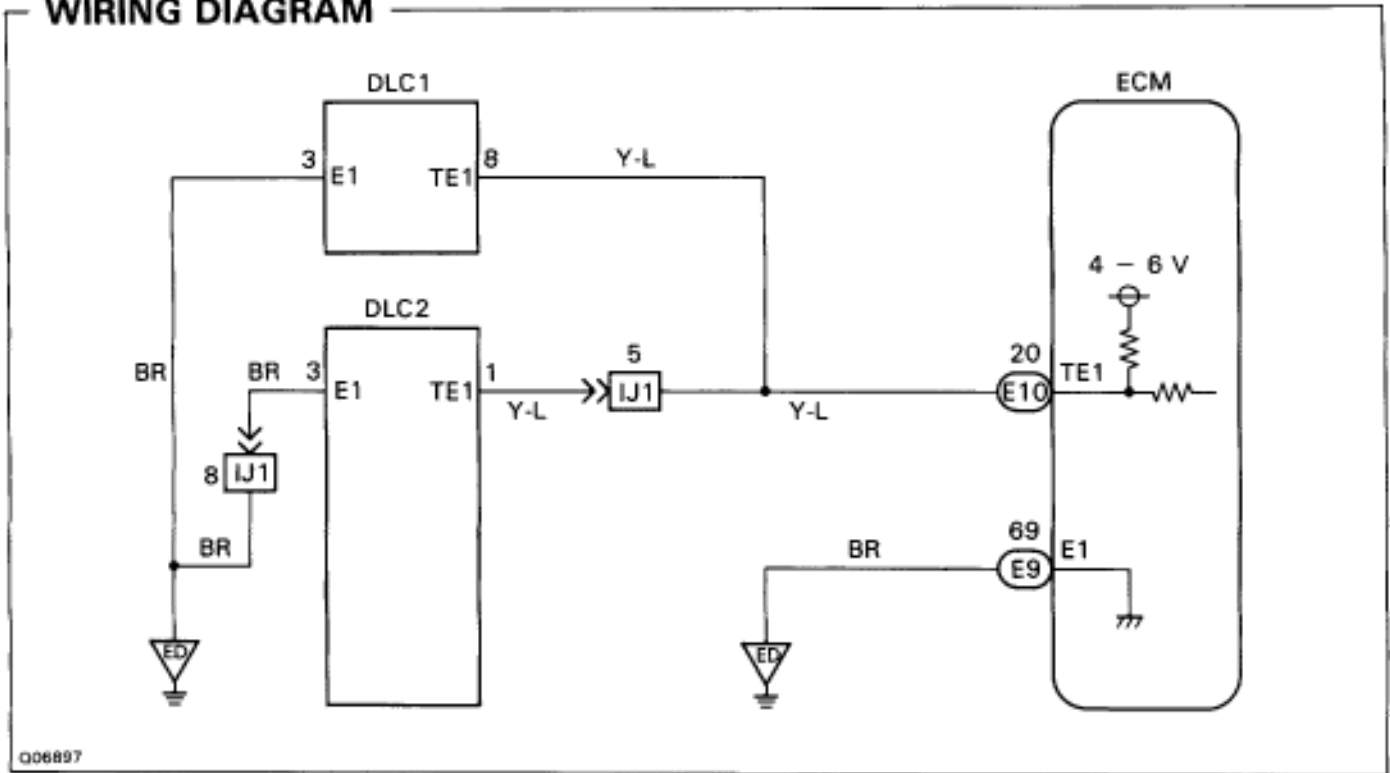 WIRING DIAGRAM
DLC1
ECM
3
E1
TE1
8
Y-L
4 – 6 V
DLC2
BR
BR
3
E1
TE1
1
Y-L
5
IJ1
Y-L
20
E10
TE1
8
IJ1
BR
BR
69
E9
E1
ED
ED
Q06897